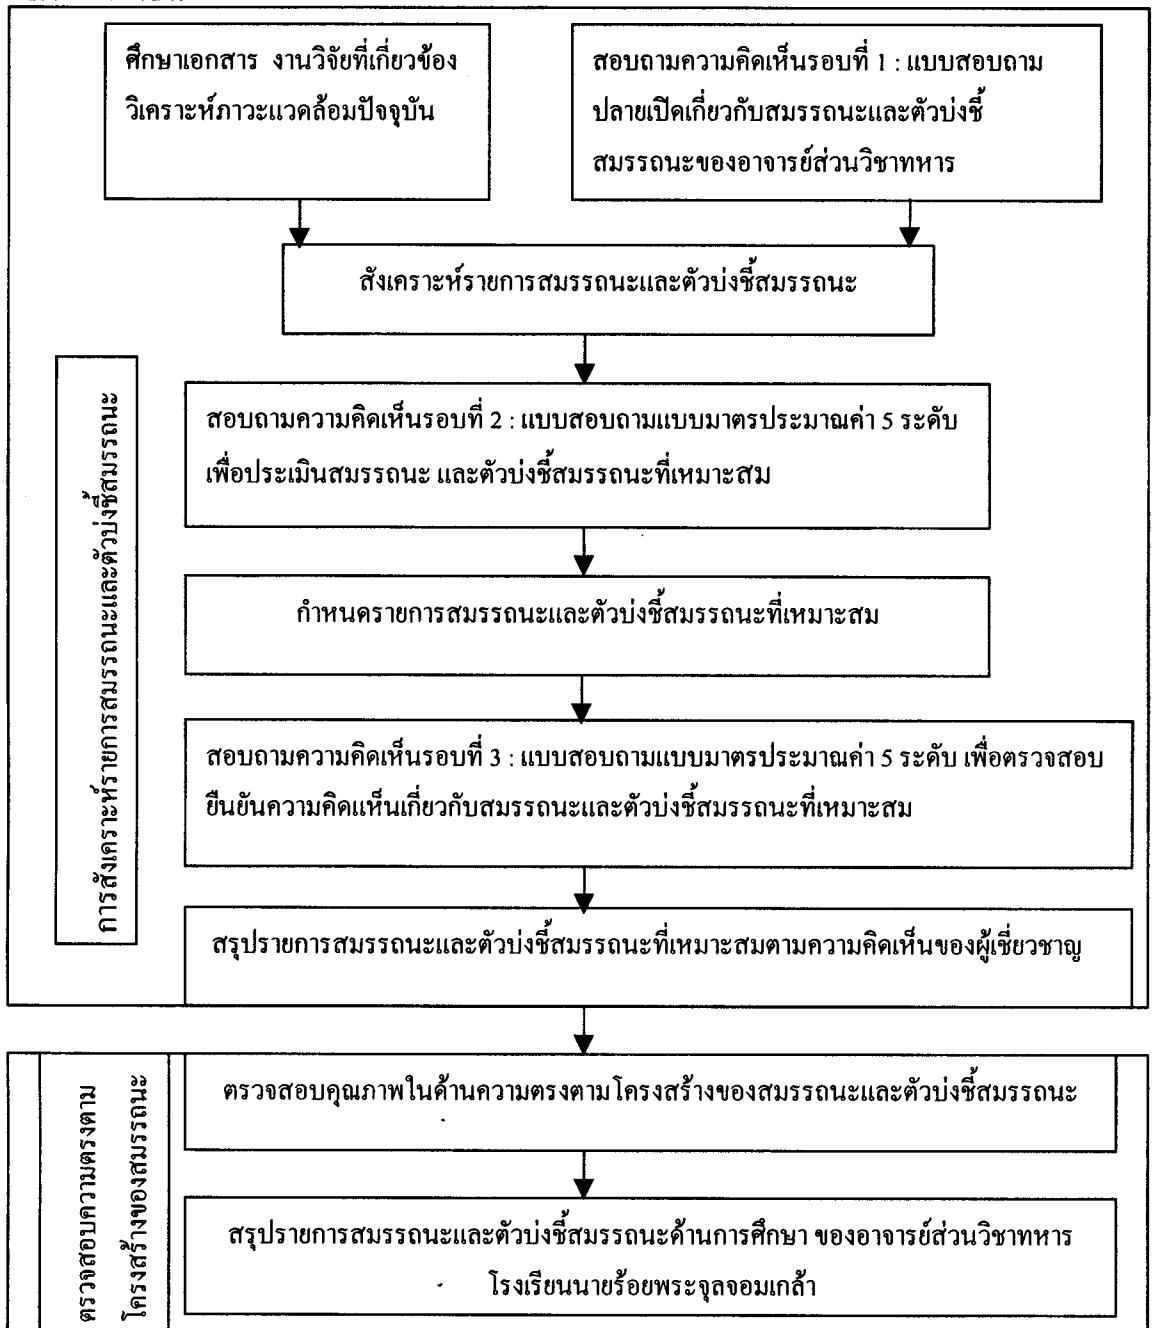 ศึกษาเอกสาร งานวิจัยที่เกี่ยวข้อง
วิเคราะห์ภาวะแวดล้อมปัจจุบัน
สอบถามความคิดเห็นรอบที่ 1 : แบบสอบถาม
ปลายเปิดเกี่ยวกับสมรรถนะและตัวบ่งชี้
สมรรถนะของอาจารย์ส่วนวิชาทหาร
สังเคราะห์รายการสมรรถนะและตัวบ่งชี้สมรรถนะ
การสังเคราะห์รายการสมรรถนะและตัวบ่งชี้สมรรถนะ
สอบถามความคิดเห็นรอบที่ 2 : แบบสอบถามแบบมาตรประมาณค่า 5 ระดับ
เพื่อประเมินสมรรถนะ และตัวบ่งชี้สมรรถนะที่เหมาะสม
กำหนดรายการสมรรถนะและตัวบ่งชี้สมรรถนะที่เหมาะสม
สอบถามความคิดเห็นรอบที่ 3 : แบบสอบถามแบบมาตรประมาณค่า 5 ระดับ เพื่อตรวจสอบ
ยืนยันความคิดแห็นเกี่ยวกับสมรรถนะและตัวบ่งชี้สมรรถนะที่เหมาะสม
สรุปรายการสมรรถนะและตัวบ่งชี้สมรรถนะที่เหมาะสมตามความคิดเห็นของผู้เชี่ยวชาญ
ตรวจสอบความตรงตาม
โครงสร้างของสมรรถนะ
ตรวจสอบคุณภาพในด้านความตรงตามโครงสร้างของสมรรถนะและตัวบ่งชี้สมรรถนะ
สรุปรายการสมรรถนะและตัวบ่งชี้สมรรถนะด้านการศึกษา ของอาจารย์ส่วนวิชาทหาร
โรงเรียนนายร้อยพระจุลจอมเกล้า